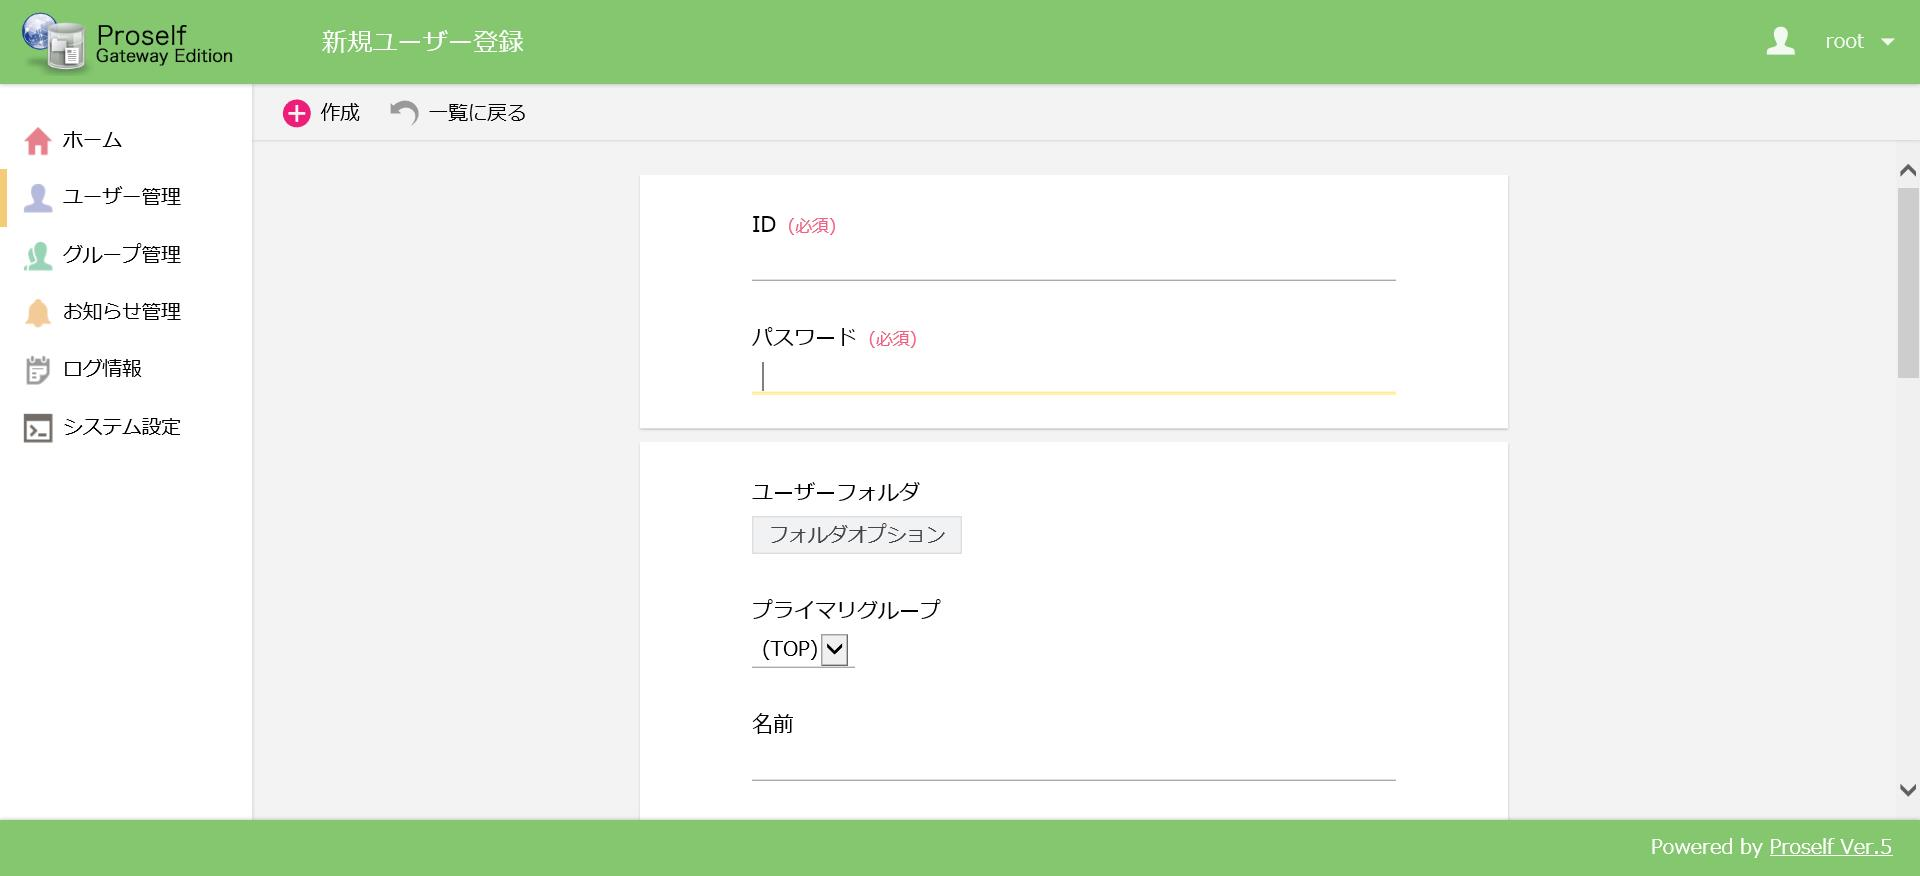 Proself
Gateway Edition
新規ユーザー登録
root
作成
一覧に戻る
ホーム
ユーザー管理
グループ管理
お知らせ管理
ログ情報
システム設定
ID (必須)
パスワード (必須)
ユーザーフォルダ
フォルダオプション
プライマリグループ
(TOP)
名前
Powered by Proself Ver.5